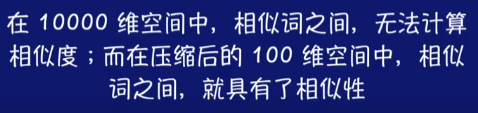 在 10000 维空间中，相似词之间，无法计算
相似度；而在压缩后的 100 维空间中，相似
词之间，就具有了相似性